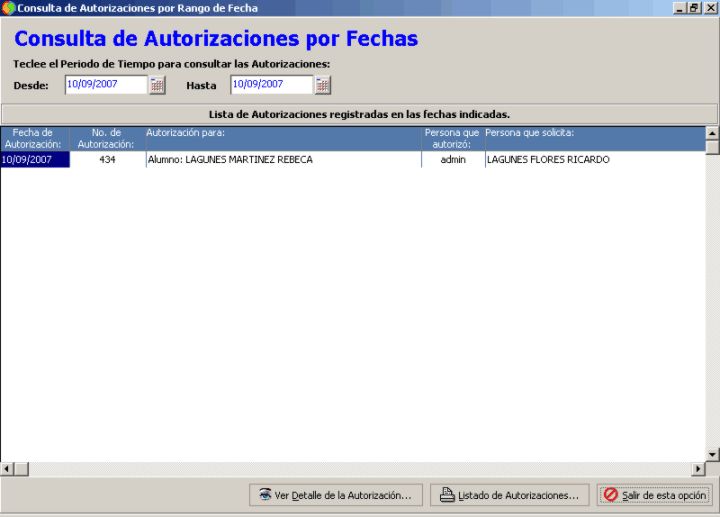 Consulta de Autorizaciones por Rango de Fecha
Consulta de Autorizaciones por Fechas
Teclee el Periodo de Tiempo para consultar las Autorizaciones:
Desde: 10/09/2007 Hasta 10/09/2007
Lista de Autorizaciones registradas en las fechas indicadas.
Fecha de Autorización: No. de Autorización: Autorización para: Persona que autorizó: Persona que solicita:
10/09/2007 434 Alumno: LAGUNES MARTINEZ REBECA admin LAGUNES FLORES RICARDO
Ver Detalle de la Autorización... Listado de Autorizaciones... Salir de esta opción